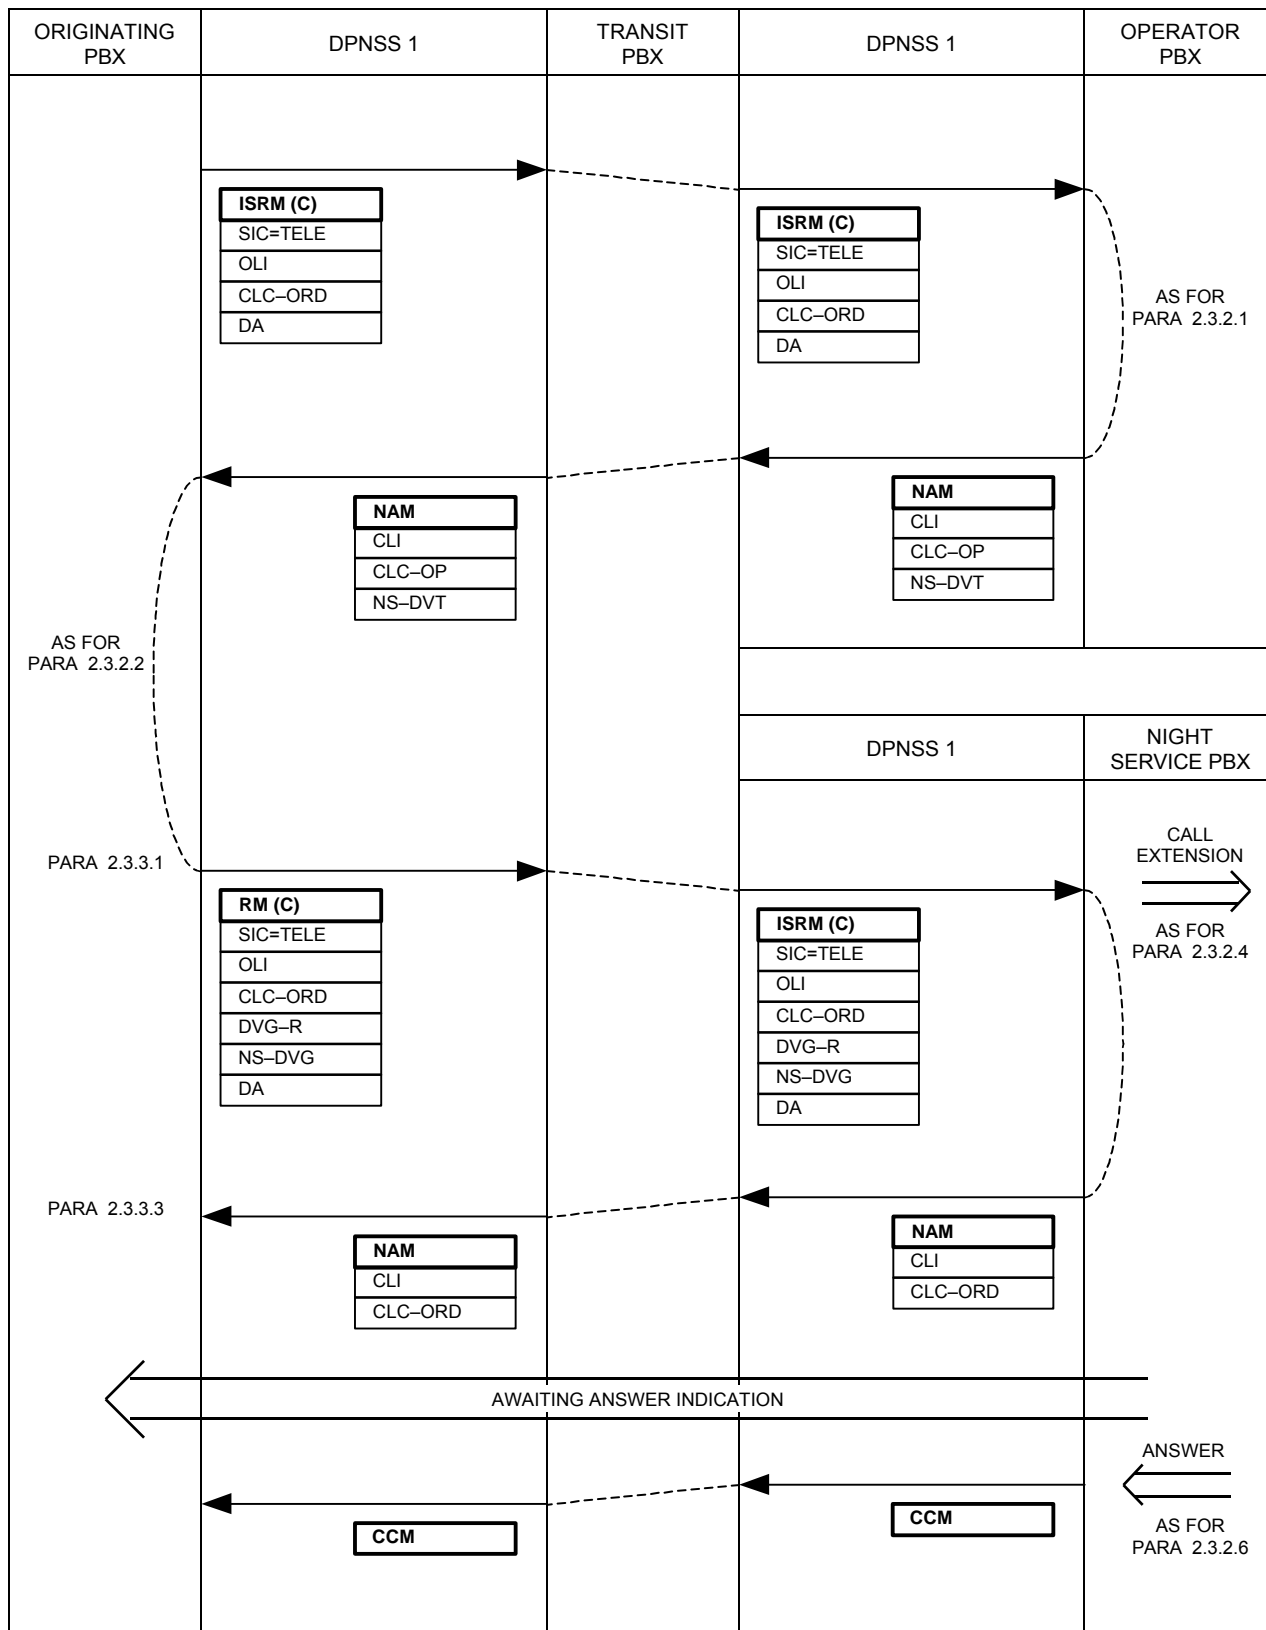 ORIGINATING
PBX
DPNSS 1
TRANSIT
PBX
DPNSS 1
OPERATOR
PBX
ISRM (C)
SIC=TELE
OLI
CLC–ORD
DA
ISRM (C)
SIC=TELE
OLI
CLC–ORD
DA
AS FOR
PARA 2.3.2.1
NAM
CLI
CLC–OP
NS–DVT
NAM
CLI
CLC–OP
NS–DVT
AS FOR
PARA 2.3.2.2
DPNSS 1
NIGHT
SERVICE PBX
PARA 2.3.3.1
CALL
EXTENSION
AS FOR
PARA 2.3.2.4
RM (C)
SIC=TELE
OLI
CLC–ORD
DVG–R
NS–DVG
DA
ISRM (C)
SIC=TELE
OLI
CLC–ORD
DVG–R
NS–DVG
DA
PARA 2.3.3.3
NAM
CLI
CLC–ORD
NAM
CLI
CLC–ORD
AWAITING ANSWER INDICATION
ANSWER
AS FOR
PARA 2.3.2.6
CCM
CCM